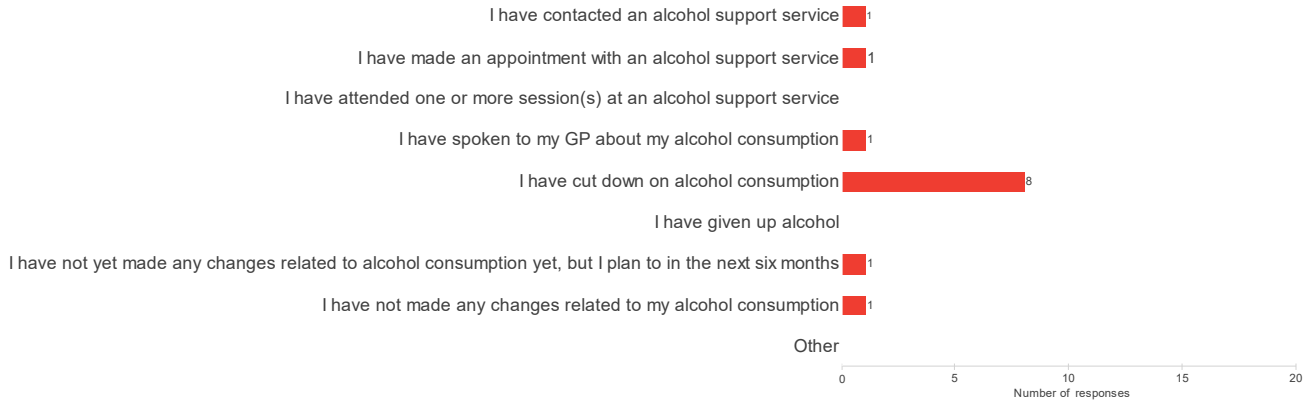 I have contacted an alcohol support service 1
I have made an appointment with an alcohol support service 1
I have attended one or more session(s) at an alcohol support service
I have spoken to my GP about my alcohol consumption 1
I have cut down on alcohol consumption 8
I have given up alcohol
I have not yet made any changes related to alcohol consumption yet, but I plan to in the next six months 1
I have not made any changes related to my alcohol consumption 1
Other
0 5 10 15 20
Number of responses